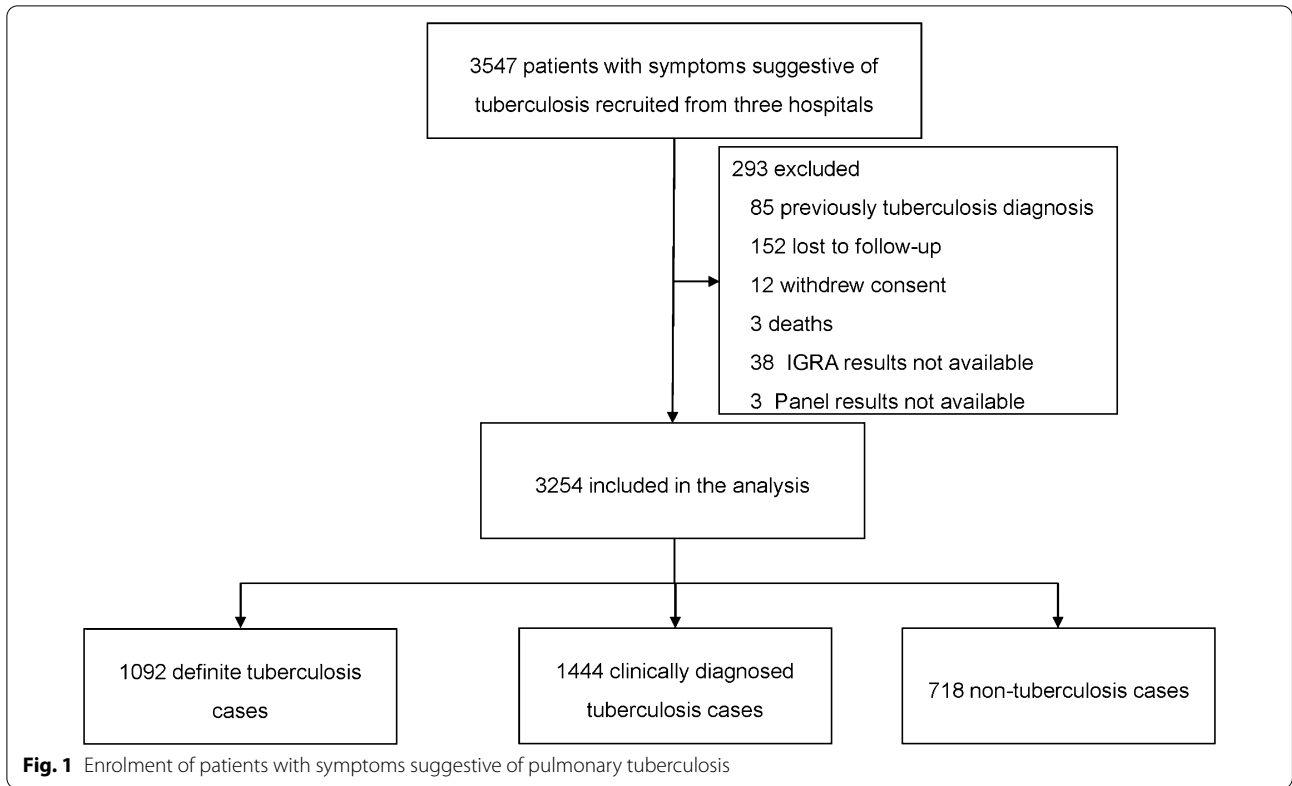 3547 patients with symptoms suggestive of
tuberculosis recruited from three hospitals
293 excluded
85 previously tuberculosis diagnosis
152 lost to follow-up
12 withdrew consent
3 deaths
38 IGRA results not available
3 Panel results not available
3254 included in the analysis
1092 definite tuberculosis
cases
1444 clinically diagnosed
tuberculosis cases
718 non-tuberculosis cases
Fig. 1 Enrolment of patients with symptoms suggestive of pulmonary tuberculosis